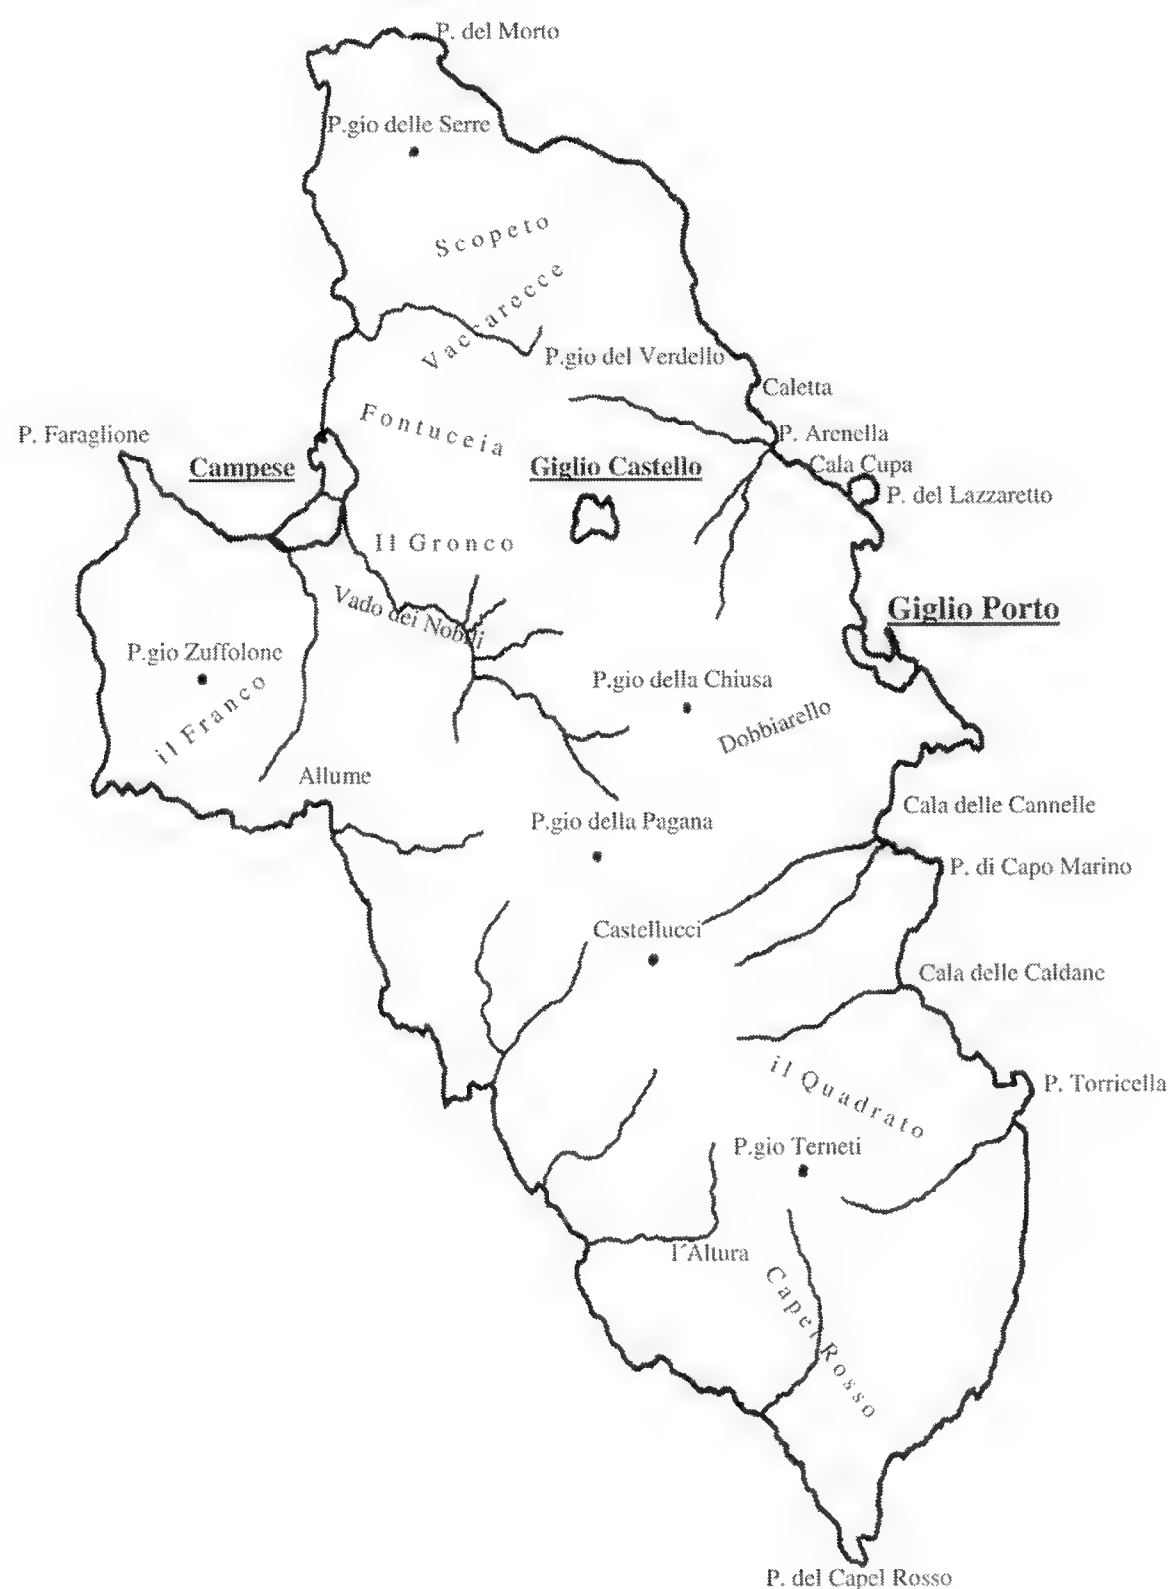 P. del Morto
P.gio delle Serre
Scopeto
Vaccarecce
P.gio del Verdello
Caletta
Fontuceia
P. Faraglione
P. Arenella
Campese
Giglio Castello
Cala Cupa
P. del Lazzaretto
Il Gronco
Vado dei Nobili
Giglio Porto
P.gio Zuffolone
P.gio della Chiusa
il Franco
Dobbiarello
Allume
Cala delle Cannelle
P.gio della Pagana
P. di Capo Marino
Castellucci
Cala delle Caldane
il Quadrato
P. Torricella
P.gio Terneti
l'Altura
Capel Rosso
P. del Capel Rosso